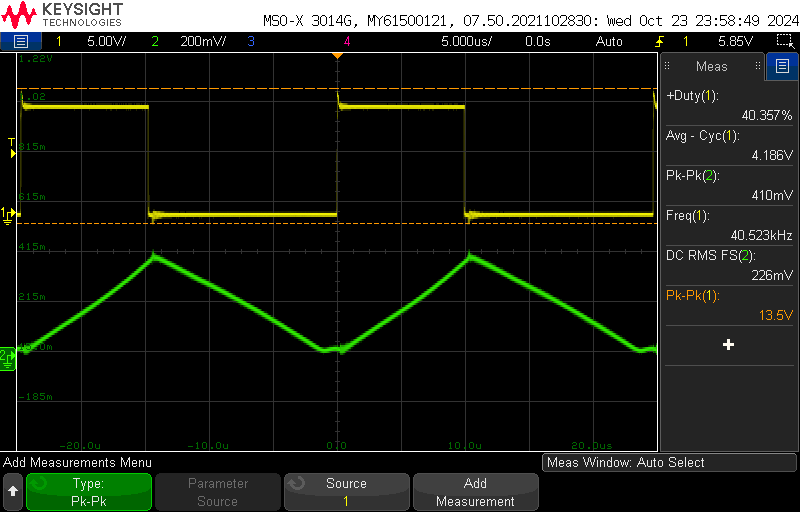 KEYSIGHT
TECHNOLOGIES
MSO-X 3014G, MY61500121, 07.50.2021102830: Wed Oct 23 23:58:49 2024
1 5.00V/ 2 200mV/ 3 4 5.000us/ 0.0s Auto 1 5.85V
1.22V
1.02
815m
615m
415m
215m
-185m
T
1
2
-20.0u -10.0u 0.0 10.0u 20.0us
Meas
+Duty(1):
40.357%
Avg - Cyc(1):
4.186V
Pk-Pk(2):
410mV
Freq(1):
40.523kHz
DC RMS FS(2):
226mV
Pk-Pk(1):
13.5V
Add Measurements Menu
Meas Window: Auto Select
Type:
Pk-Pk
Parameter
Source
Source
1
Add
Measurement